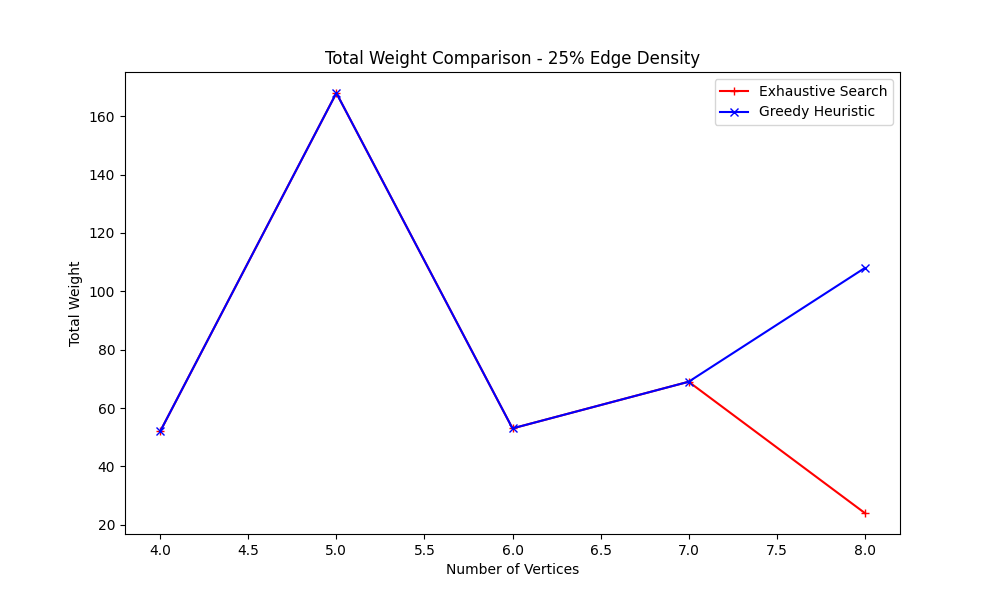 Total Weight Comparison - 25% Edge Density
Exhaustive Search
Greedy Heuristic
Total Weight
160
140
120
100
80
60
40
20
4.0 4.5 5.0 5.5 6.0 6.5 7.0 7.5 8.0
Number of Vertices